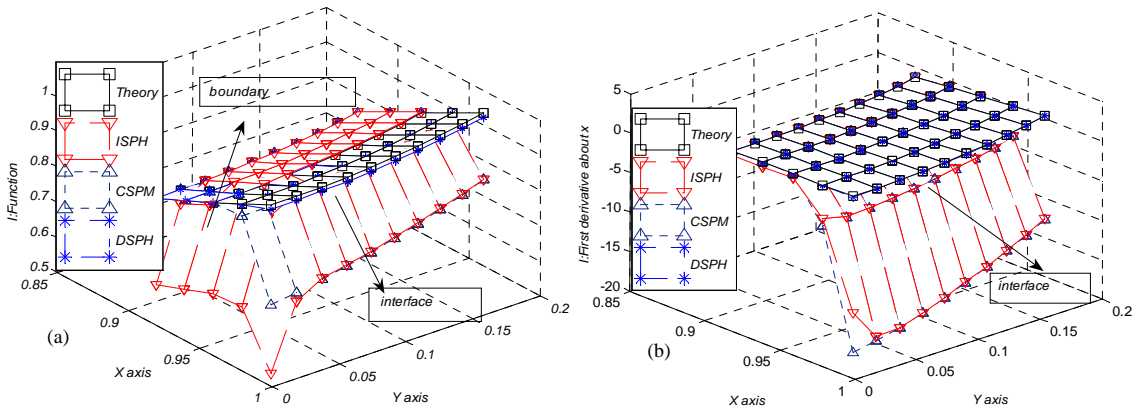 (a)
I:Function
1
0.9
0.8
0.7
0.6
0.5
0.85
0.9
0.95
1
X axis
0
0.05
0.1
0.15
0.2
Y axis
Theory
ISPH
CSPM
DSPH
boundary
interface
(b)
I:First derivative about x
5
0
-5
-10
-15
-20
0.85
0.9
0.95
1
X axis
0
0.05
0.1
0.15
0.2
Y axis
Theory
ISPH
CSPM
DSPH
interface